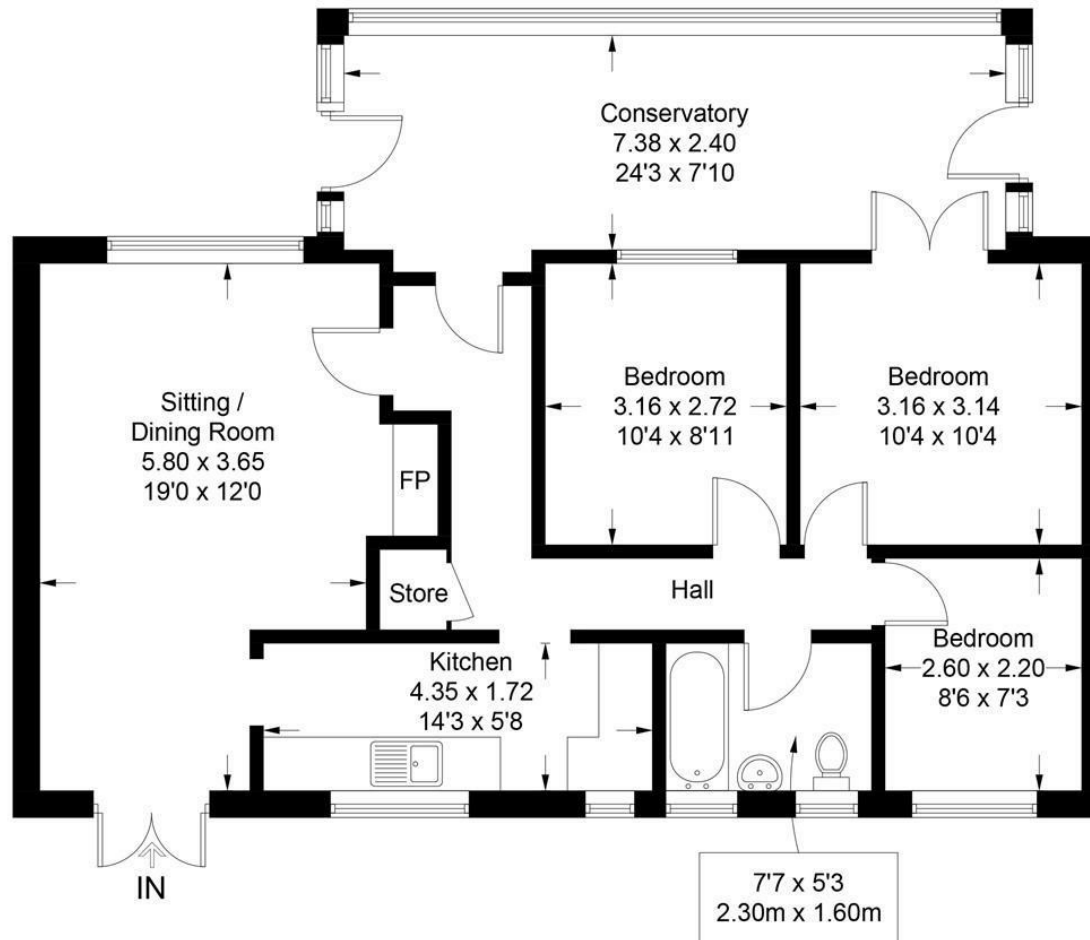 Conservatory
7.38 x 2.40
24'3 x 7'10
Sitting /
Dining Room
5.80 x 3.65
19'0 x 12'0
FP
Store
Bedroom
3.16 x 2.72
10'4 x 8'11
Bedroom
3.16 x 3.14
10'4 x 10'4
Hall
Kitchen
4.35 x 1.72
14'3 x 5'8
Bedroom
2.60 x 2.20
8'6 x 7'3
IN
7'7 x 5'3
2.30m x 1.60m